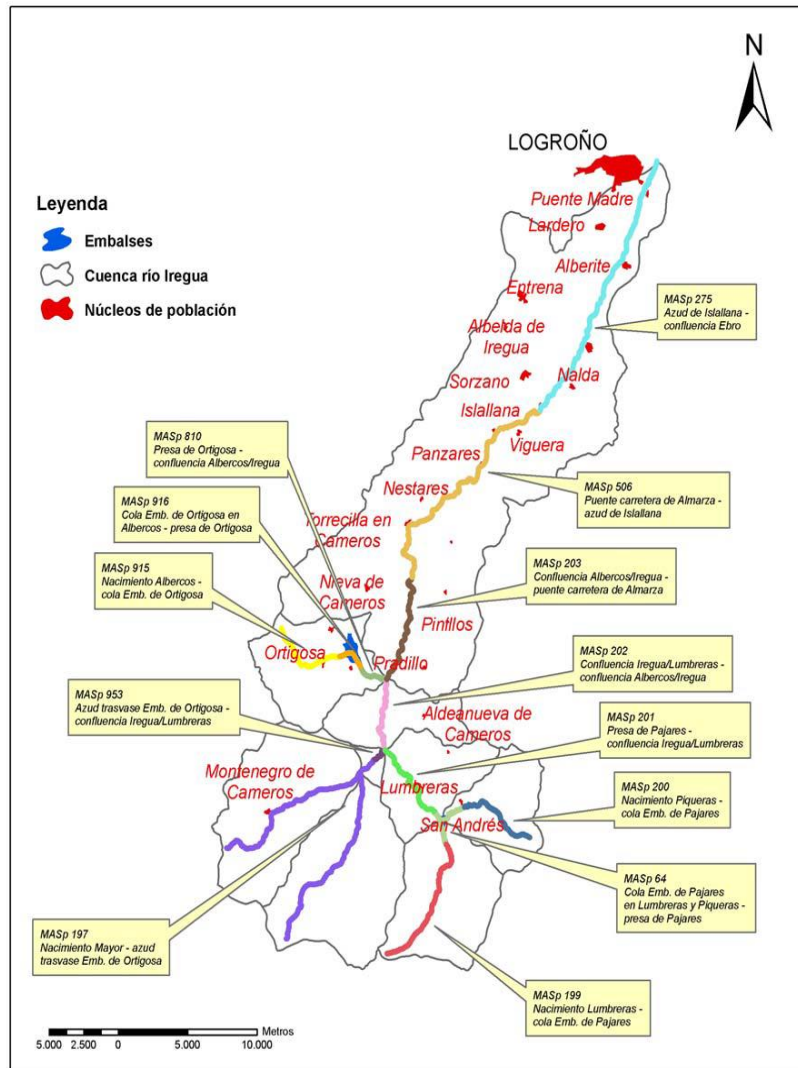 N
LOGROÑO
Puente Madre
Lardero
Leyenda
Embalses
Cuenca río Iregua
Núcleos de población
Alberite
Entrena
MASp 275
Azud de Islallana -
confluencia Ebro
Albelda de
Iregua
Sorzano
Nalda
Islallana
MASp 810
Presa de Ortigosa -
confluencia Albercos/Iregua
Viguera
Panzares
MASp 506
Puente carretera de Almarza -
azud de Islallana
Nestares
MASp 916
Cola Emb. de Ortigosa en
Albercos - presa de Ortigosa
Torrecilla en
Cameros
MASp 915
Nacimiento Albercos -
cola Emb. de Ortigosa
MASp 203
Confluencia Albercos/Iregua -
puente carretera de Almarza
Nieva de
Cameros
Pinillos
Ortigosa
Pradillo
MASp 202
Confluencia Iregua/Lumbreras -
confluencia Albercos/Iregua
MASp 953
Azud trasvase Emb. de Ortigosa -
confluencia Iregua/Lumbreras
Aldeanueva de
Cameros
MASp 201
Presa de Pajares -
confluencia Iregua/Lumbreras
Montenegro de
Cameros
Lumbreras
MASp 200
Nacimiento Piqueras -
cola Emb. de Pajares
San Andrés
MASp 64
Cola Emb. de Pajares
en Lumbreras y Piqueras -
presa de Pajares
MASp 197
Nacimiento Mayor - azud
trasvase Emb. de Ortigosa
MASp 199
Nacimiento Lumbreras -
cola Emb. de Pajares
Metros
5.000 2.500 0 5.000 10.000